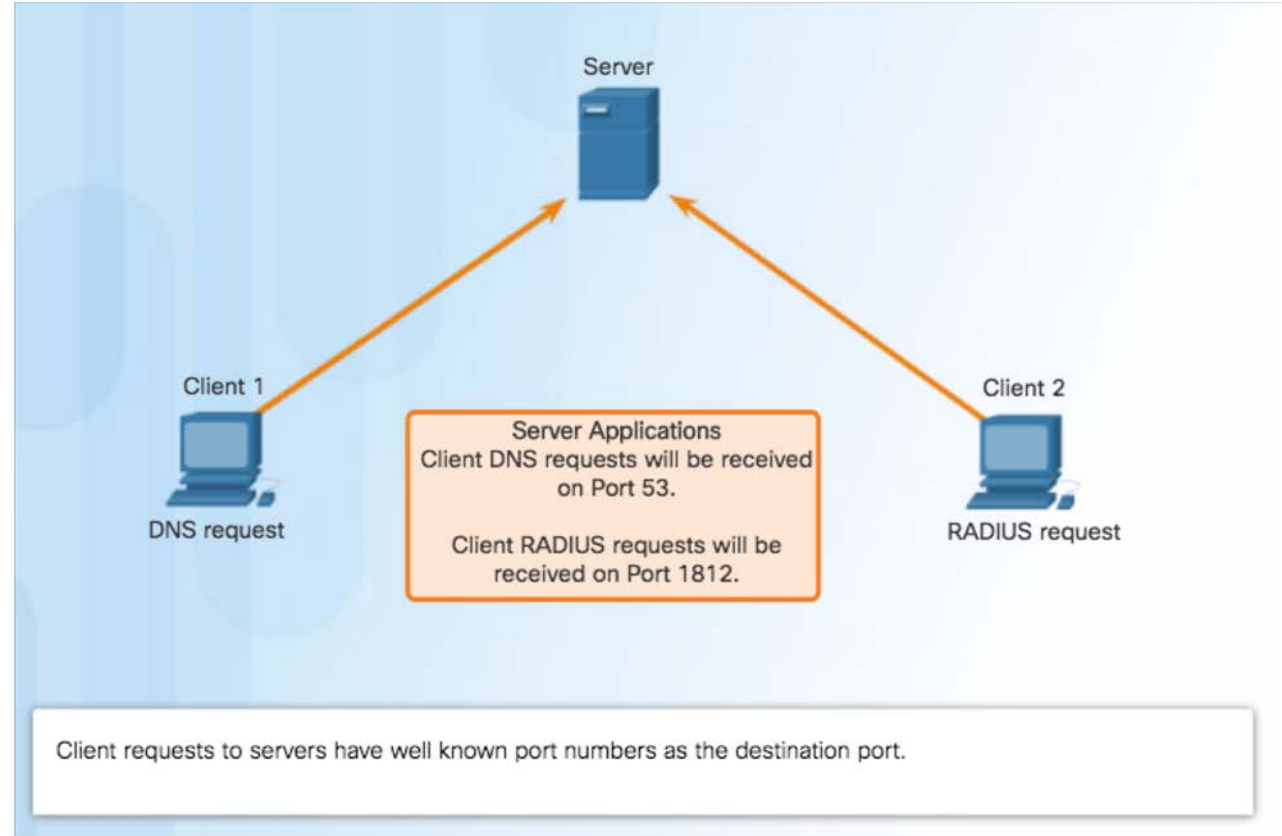 Server
Client 1
Client 2
Server Applications
Client DNS requests will be received
on Port 53.
Client RADIUS requests will be
received on Port 1812.
DNS request
RADIUS request
Client requests to servers have well known port numbers as the destination port.